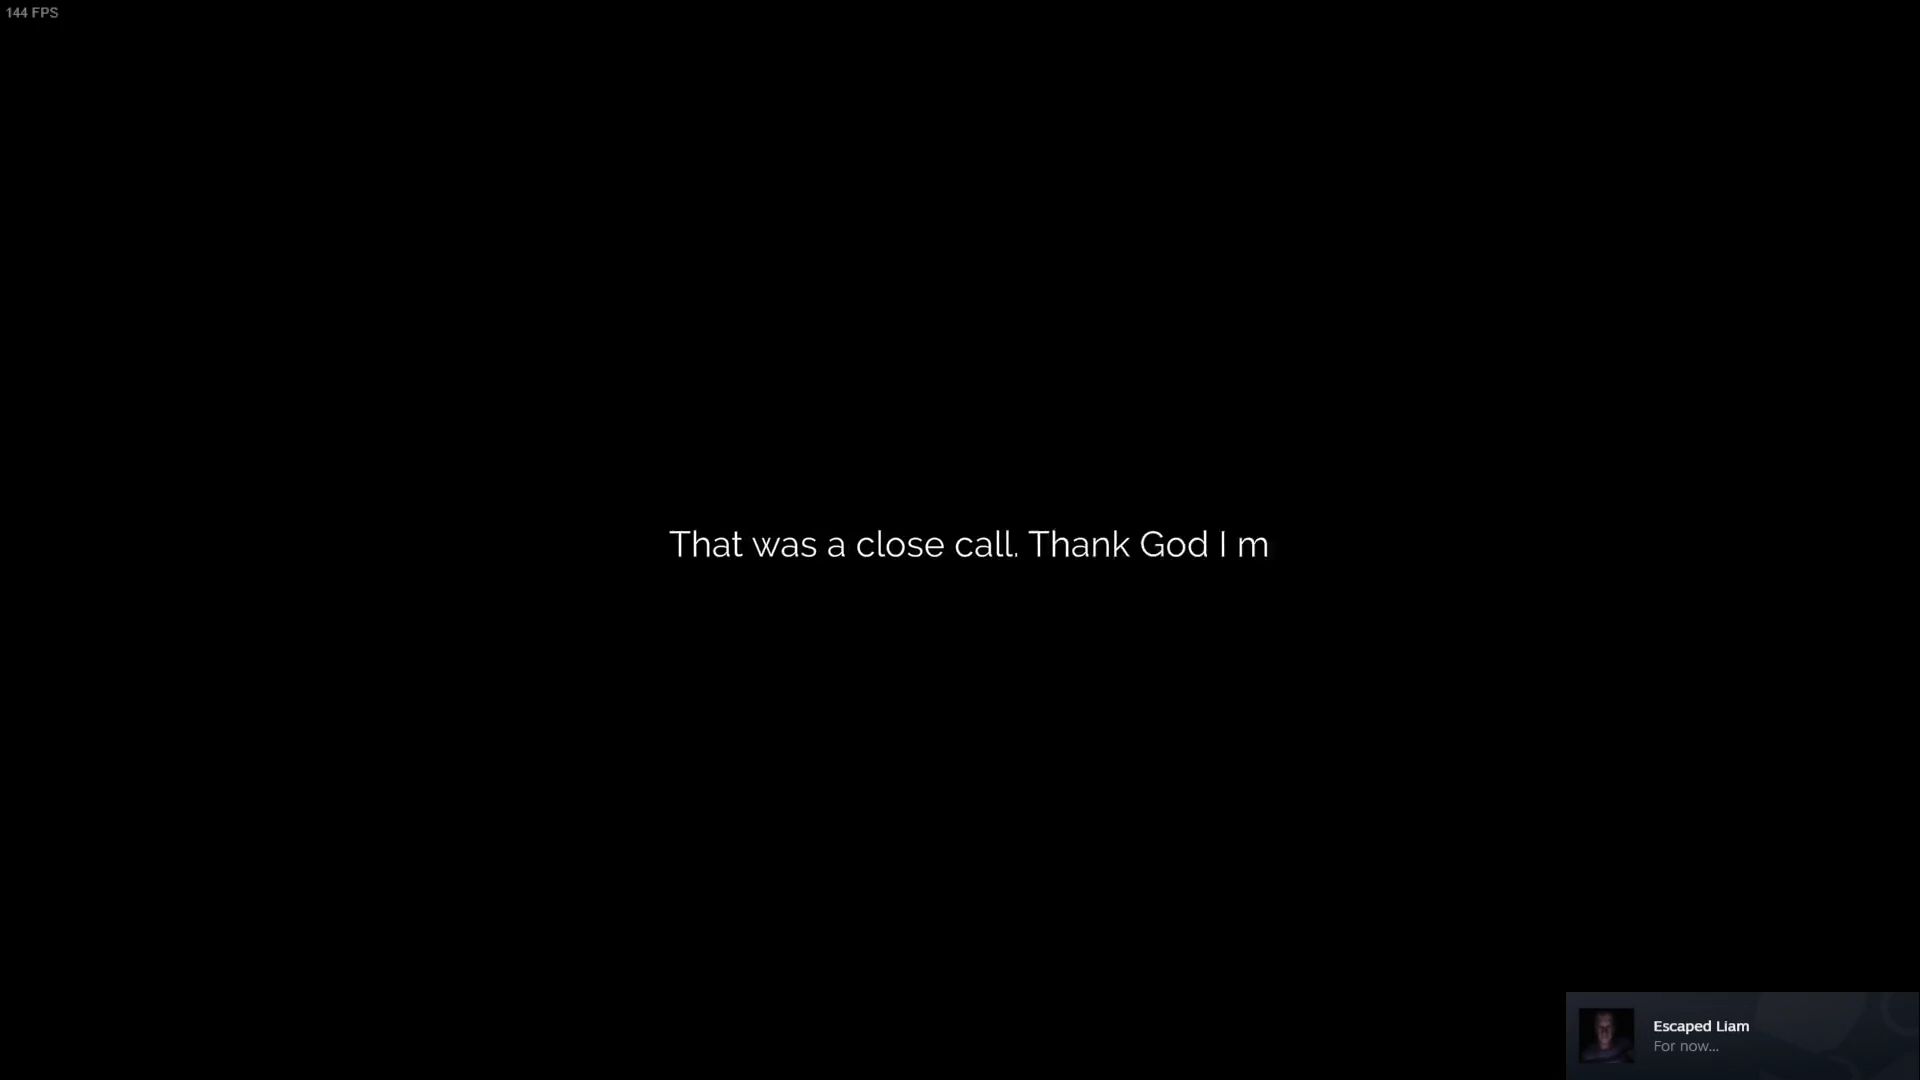 144 FPS
That was a close call. Thank God I m
Escaped Liam
For now...